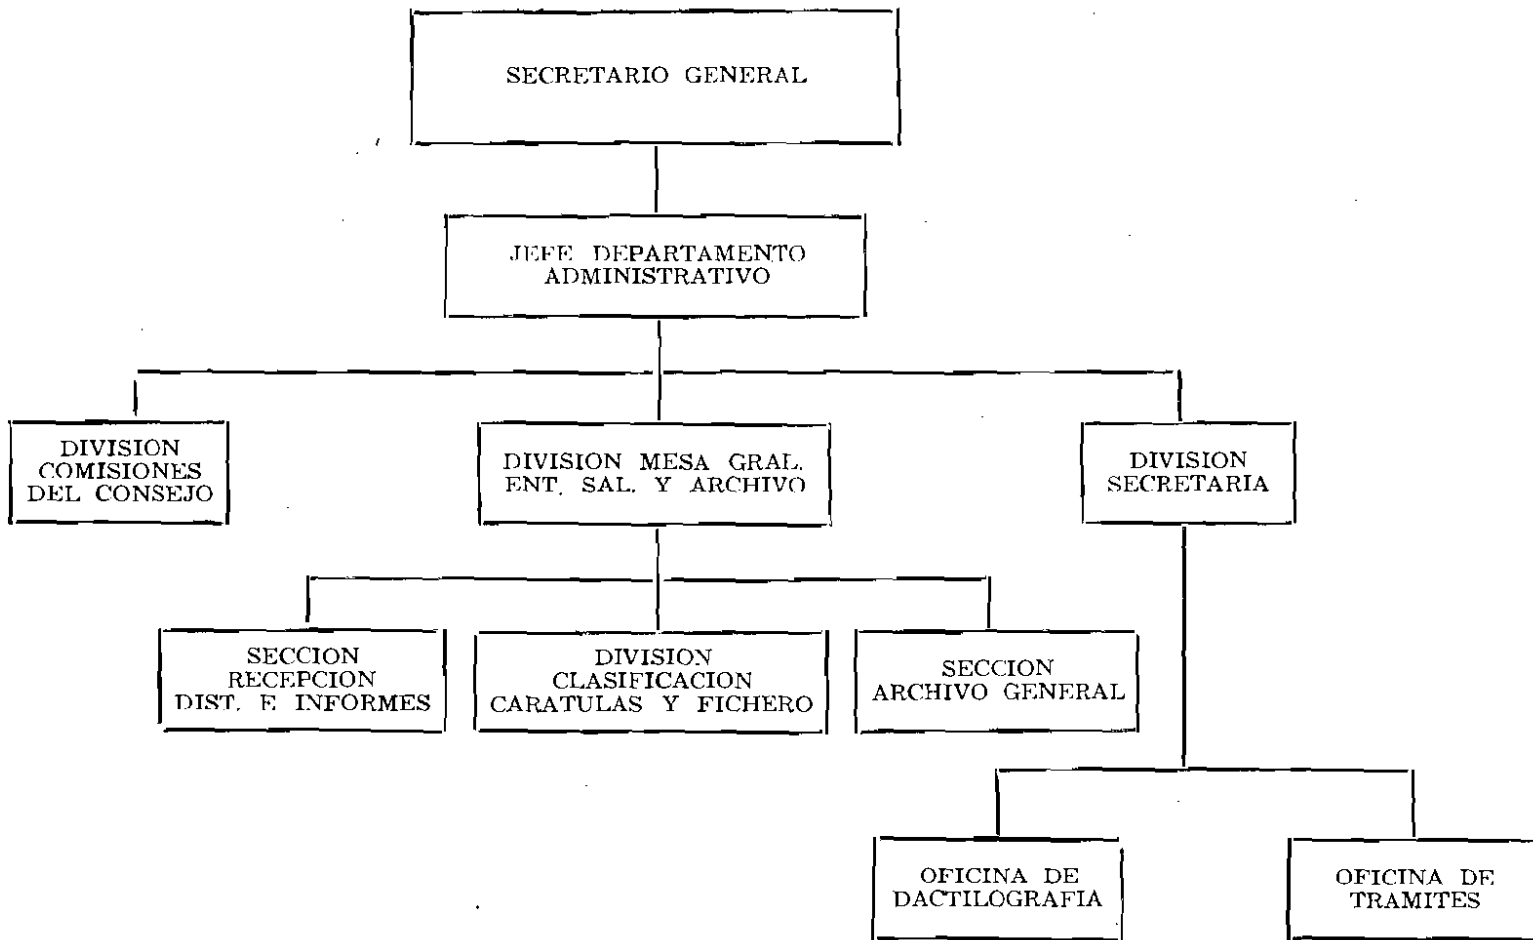 SECRETARIO GENERAL
JEFE DEPARTAMENTO
ADMINISTRATIVO
DIVISION
COMISIONES
DEL CONSEJO
DIVISION MESA GRAL.
ENT. SAL. Y ARCHIVO
DIVISION
SECRETARIA
SECCION
RECEPCION
DIST. E INFORMES
DIVISION
CLASIFICACION
CARATULAS Y FICHERO
SECCION
ARCHIVO GENERAL
OFICINA DE
DACTILOGRAFIA
OFICINA DE
TRAMITES